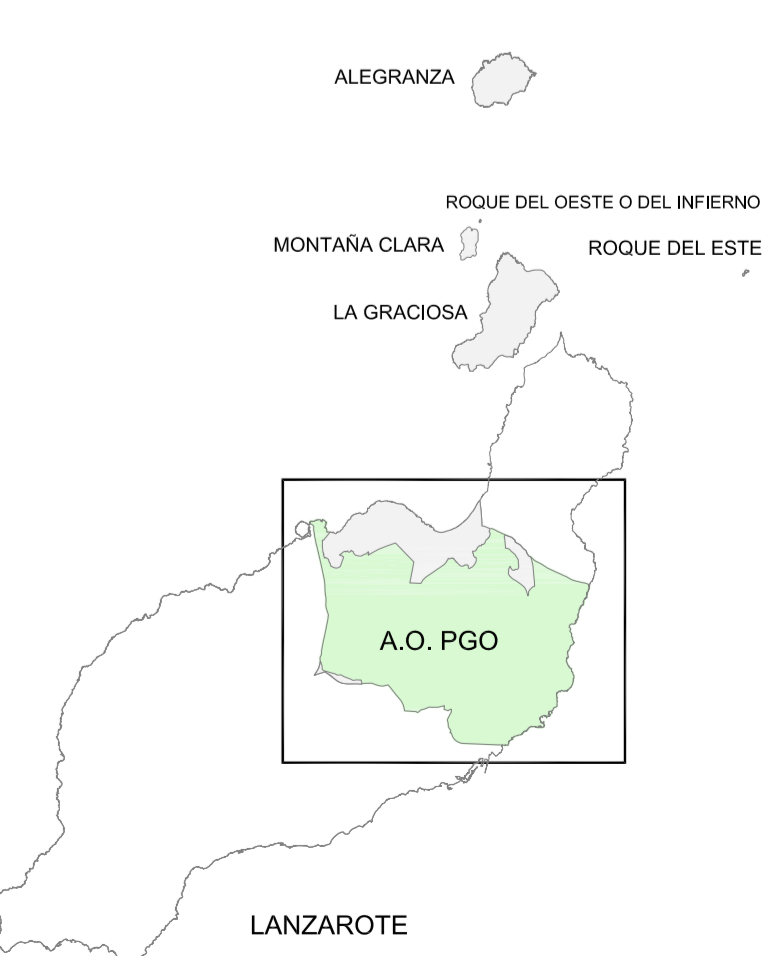 ALEGRANZA
ROQUE DEL OESTE O DEL INFIERNO
MONTAÑA CLARA
ROQUE DEL ESTE
LA GRACIOSA
A.O. PGO
LANZAROTE